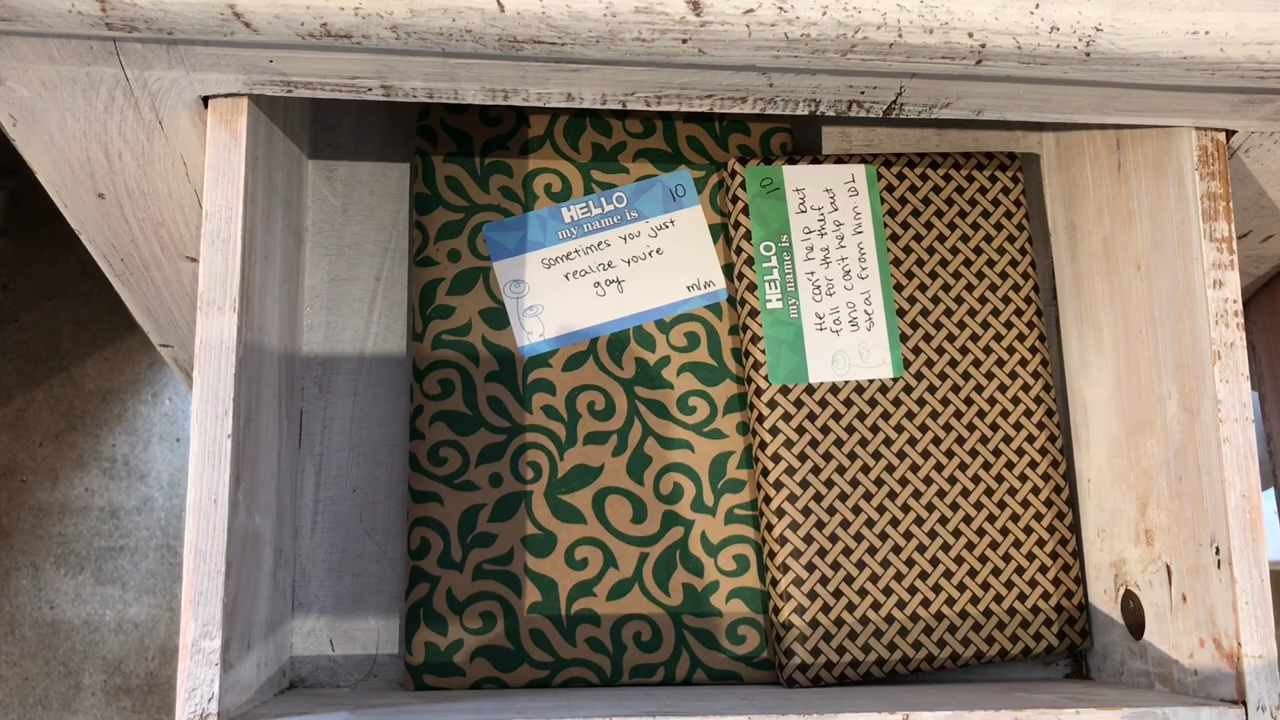 HELLO
my name is
10
sometimes you just
realize you're
gay
m/m
HELLO
my name is
10
He can't help but
fall for the theif
who can't help but
steal from him LOL